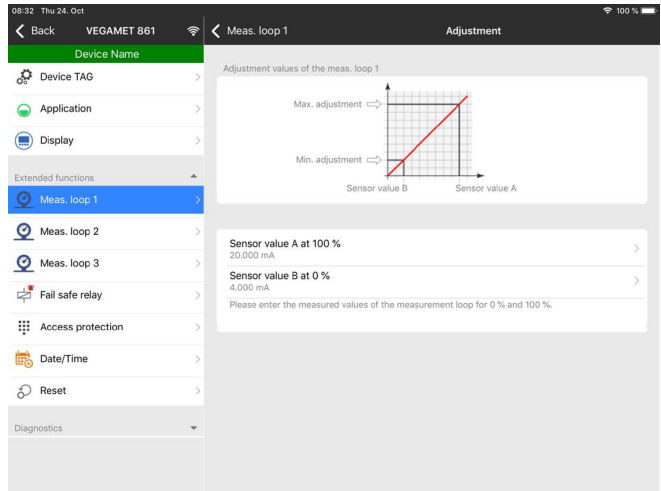 08:32 Thu 24. Oct
100 %
Back VEGAMET 861
Meas. loop 1
Adjustment
Device Name
Device TAG
Application
Display
Extended functions
Meas. loop 1
Meas. loop 2
Meas. loop 3
Fail safe relay
Access protection
Date/Time
Reset
Diagnostics
Adjustment values of the meas. loop 1
Max. adjustment
Min. adjustment
Sensor value B Sensor value A
Sensor value A at 100 %
20.000 mA
Sensor value B at 0 %
4.000 mA
Please enter the measured values of the measurement loop for 0 % and 100 %.